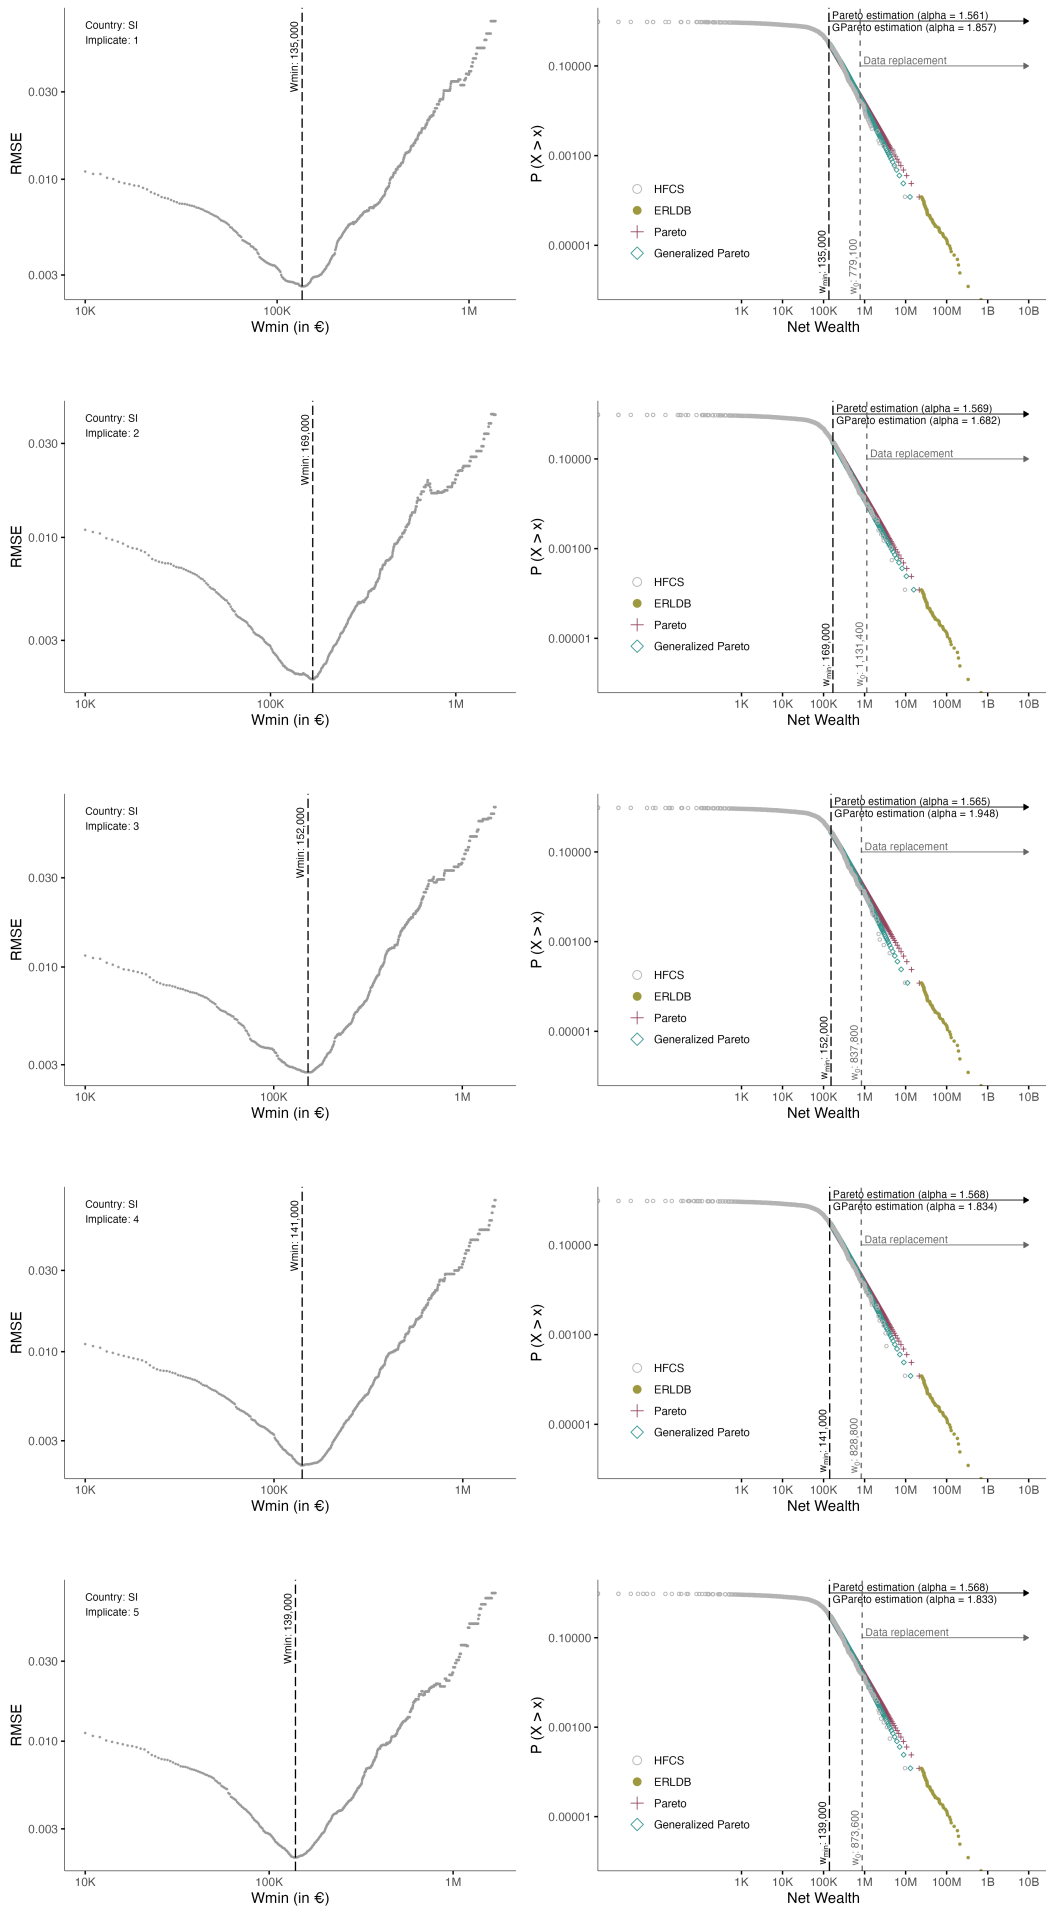 Country: SI
Implicate: 1
Wmin: 135,000
RMSE
0.030
0.010
0.003
10K 100K 1M
Wmin (in €)
Pareto estimation (alpha = 1.561)
GPareto estimation (alpha = 1.857)
Data replacement
P (X > x)
0.10000
0.00100
0.00001
HFCS
ERLDB
Pareto
Generalized Pareto
wmin: 135,000
w0: 779,100
1K 10K 100K 1M 10M 100M 1B 10B
Net Wealth
Country: SI
Implicate: 2
Wmin: 169,000
RMSE
0.030
0.010
0.003
10K 100K 1M
Wmin (in €)
Pareto estimation (alpha = 1.569)
GPareto estimation (alpha = 1.682)
Data replacement
P (X > x)
0.10000
0.00100
0.00001
HFCS
ERLDB
Pareto
Generalized Pareto
wmin: 169,000
w0: 1,131,400
1K 10K 100K 1M 10M 100M 1B 10B
Net Wealth
Country: SI
Implicate: 3
Wmin: 152,000
RMSE
0.030
0.010
0.003
10K 100K 1M
Wmin (in €)
Pareto estimation (alpha = 1.565)
GPareto estimation (alpha = 1.948)
Data replacement
P (X > x)
0.10000
0.00100
0.00001
HFCS
ERLDB
Pareto
Generalized Pareto
wmin: 152,000
w0: 837,800
1K 10K 100K 1M 10M 100M 1B 10B
Net Wealth
Country: SI
Implicate: 4
Wmin: 141,000
RMSE
0.030
0.010
0.003
10K 100K 1M
Wmin (in €)
Pareto estimation (alpha = 1.568)
GPareto estimation (alpha = 1.834)
Data replacement
P (X > x)
0.10000
0.00100
0.00001
HFCS
ERLDB
Pareto
Generalized Pareto
wmin: 141,000
w0: 828,800
1K 10K 100K 1M 10M 100M 1B 10B
Net Wealth
Country: SI
Implicate: 5
Wmin: 139,000
RMSE
0.030
0.010
0.003
10K 100K 1M
Wmin (in €)
Pareto estimation (alpha = 1.568)
GPareto estimation (alpha = 1.833)
Data replacement
P (X > x)
0.10000
0.00100
0.00001
HFCS
ERLDB
Pareto
Generalized Pareto
wmin: 139,000
w0: 873,600
1K 10K 100K 1M 10M 100M 1B 10B
Net Wealth